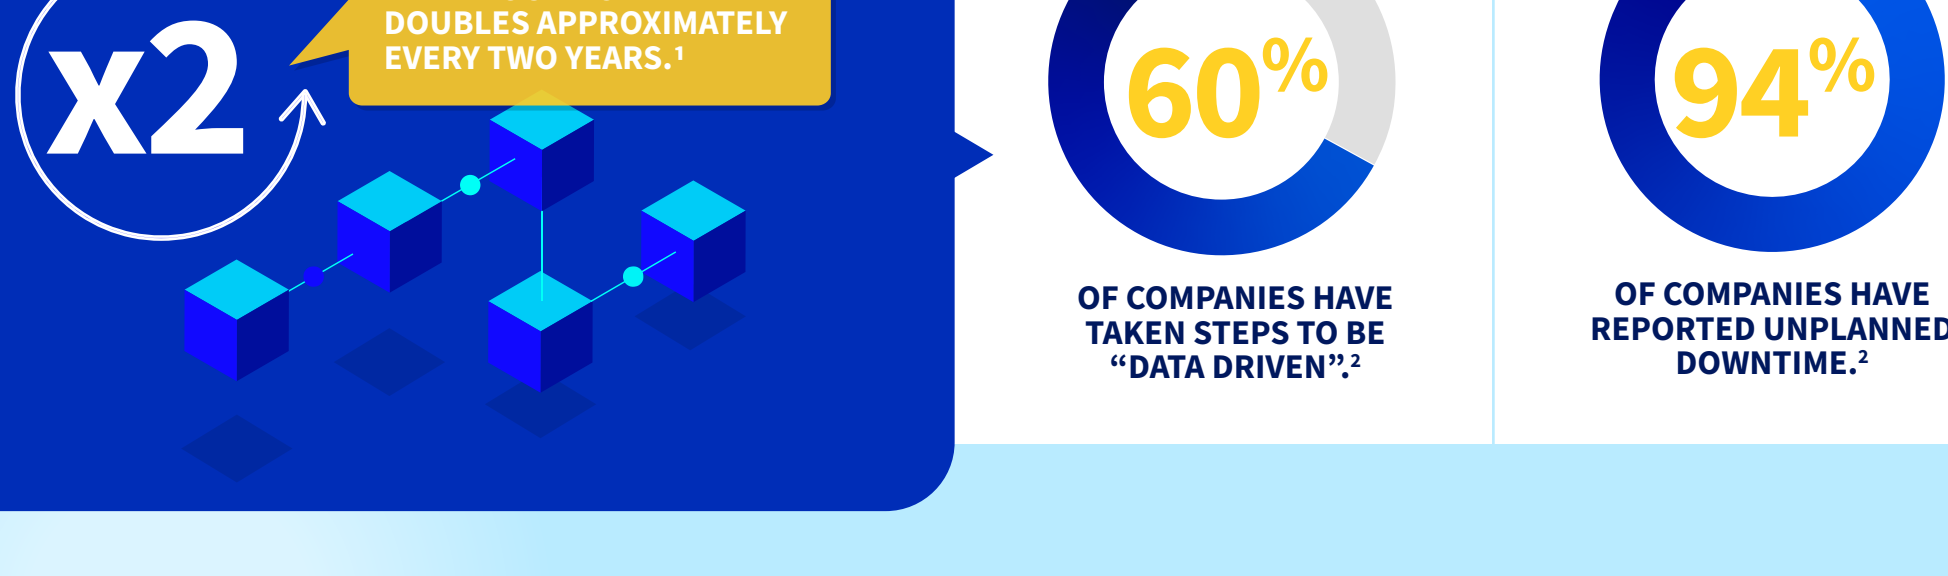 x2
DOUBLES APPROXIMATELY
EVERY TWO YEARS.¹
60%
OF COMPANIES HAVE
TAKEN STEPS TO BE
“DATA DRIVEN”.²
94%
OF COMPANIES HAVE
REPORTED UNPLANNED
DOWNTIME.²